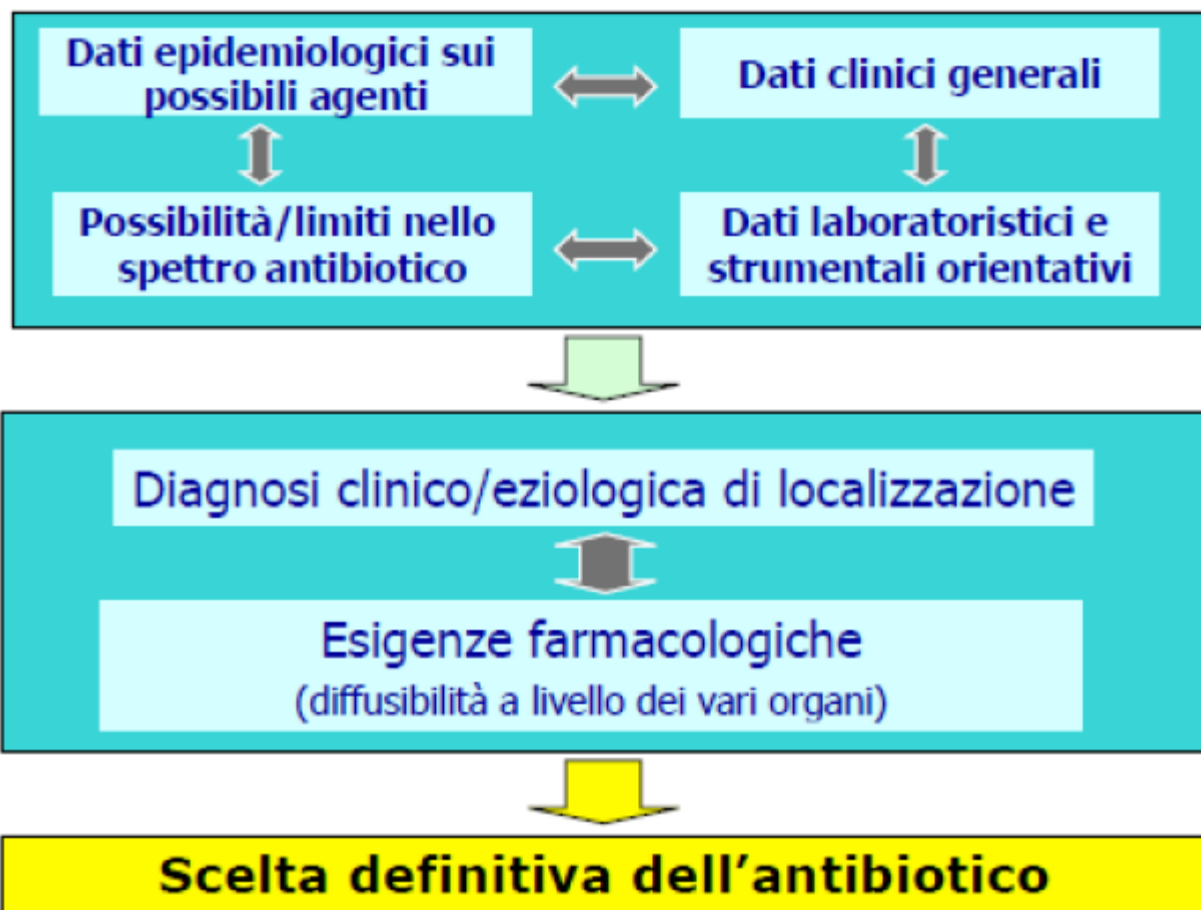 Dati epidemiologici sui
possibili agenti
Dati clinici generali
Possibilità/limiti nello
spettro antibiotico
Dati laboratoristici e
strumentali orientativi
Diagnosi clinico/eziologica di localizzazione
Esigenze farmacologiche
(diffusibilità a livello dei vari organi)
Scelta definitiva dell'antibiotico